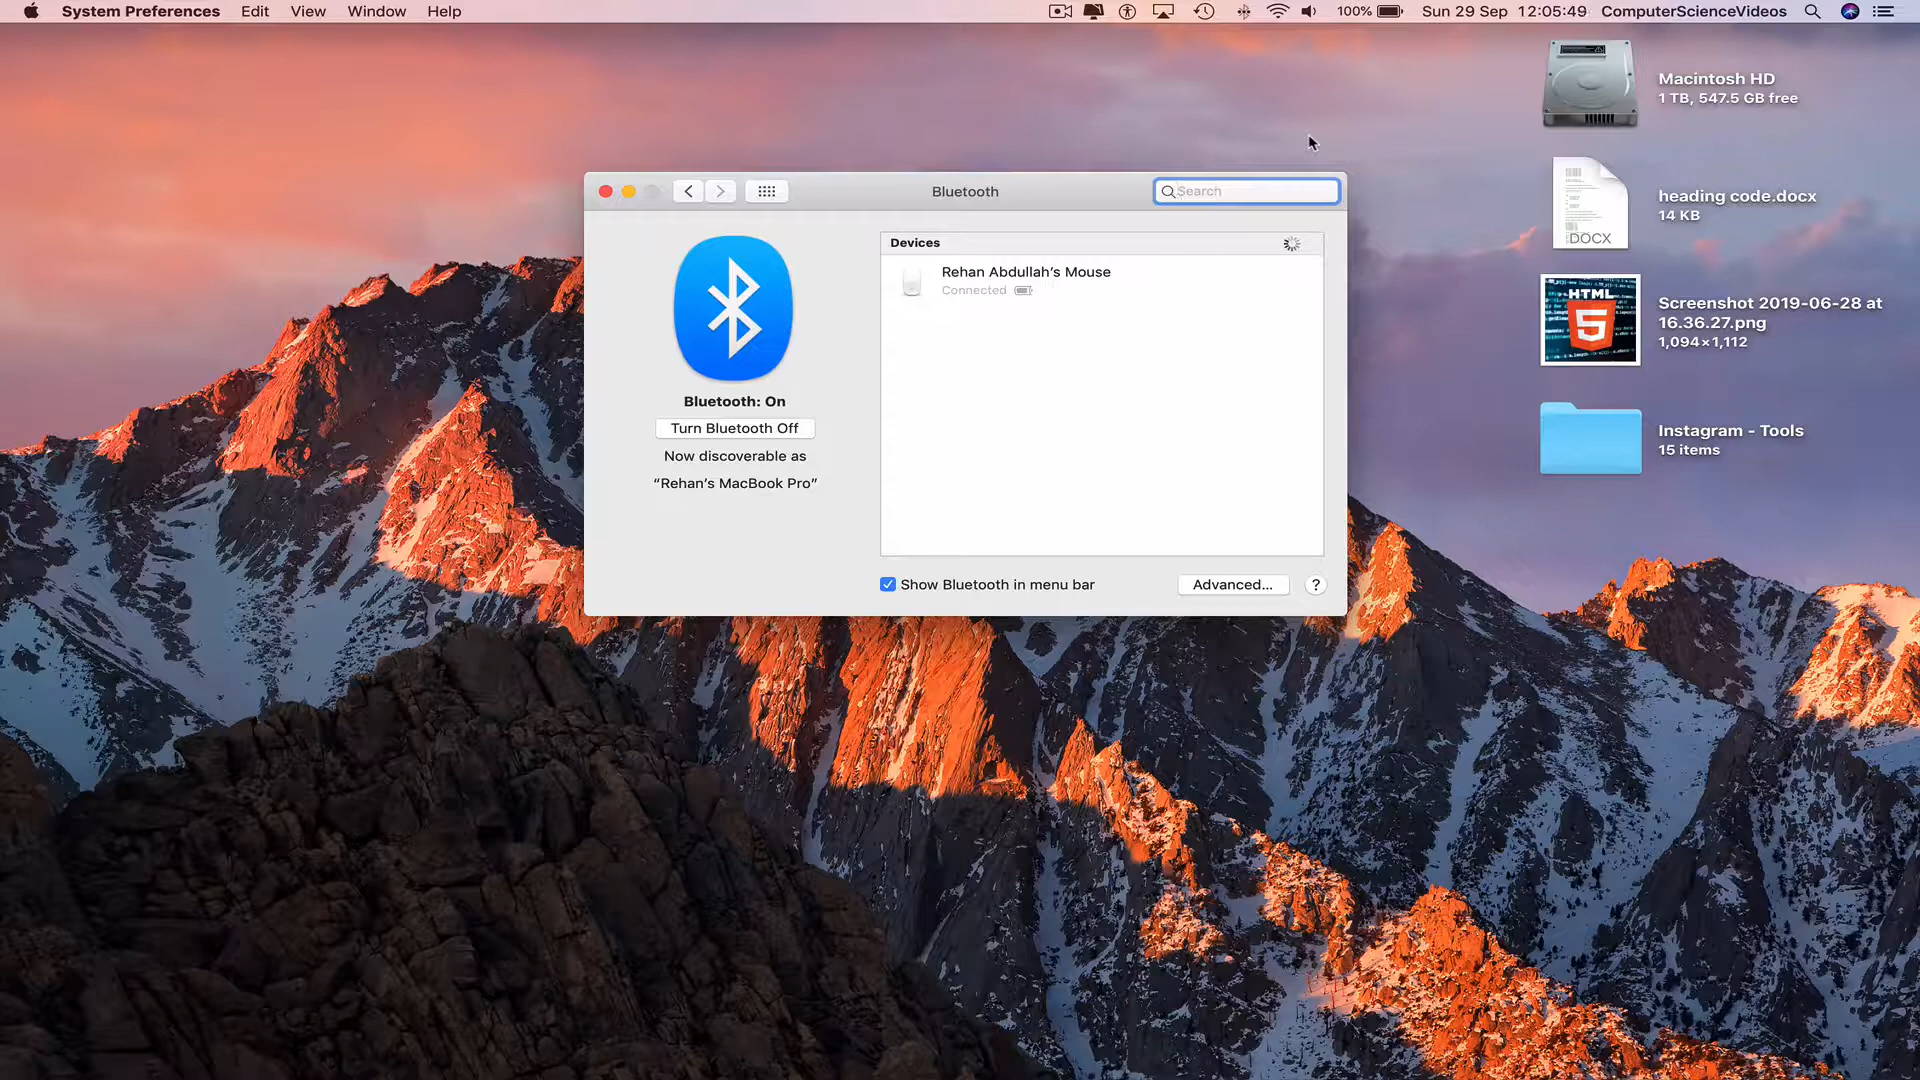 System Preferences Edit View Window Help 100% Sun 29 Sep 12:05:49 ComputerScienceVideos
Macintosh HD
1 TB, 547.5 GB free
heading code.docx
14 KB
DOCX
HTML
5
Screenshot 2019-06-28 at
16.36.27.png
1,094×1,112
Instagram - Tools
15 items
Bluetooth
Search
Bluetooth: On
Turn Bluetooth Off
Now discoverable as
“Rehan’s MacBook Pro”
Devices
Rehan Abdullah’s Mouse
Connected
Show Bluetooth in menu bar
Advanced...
?